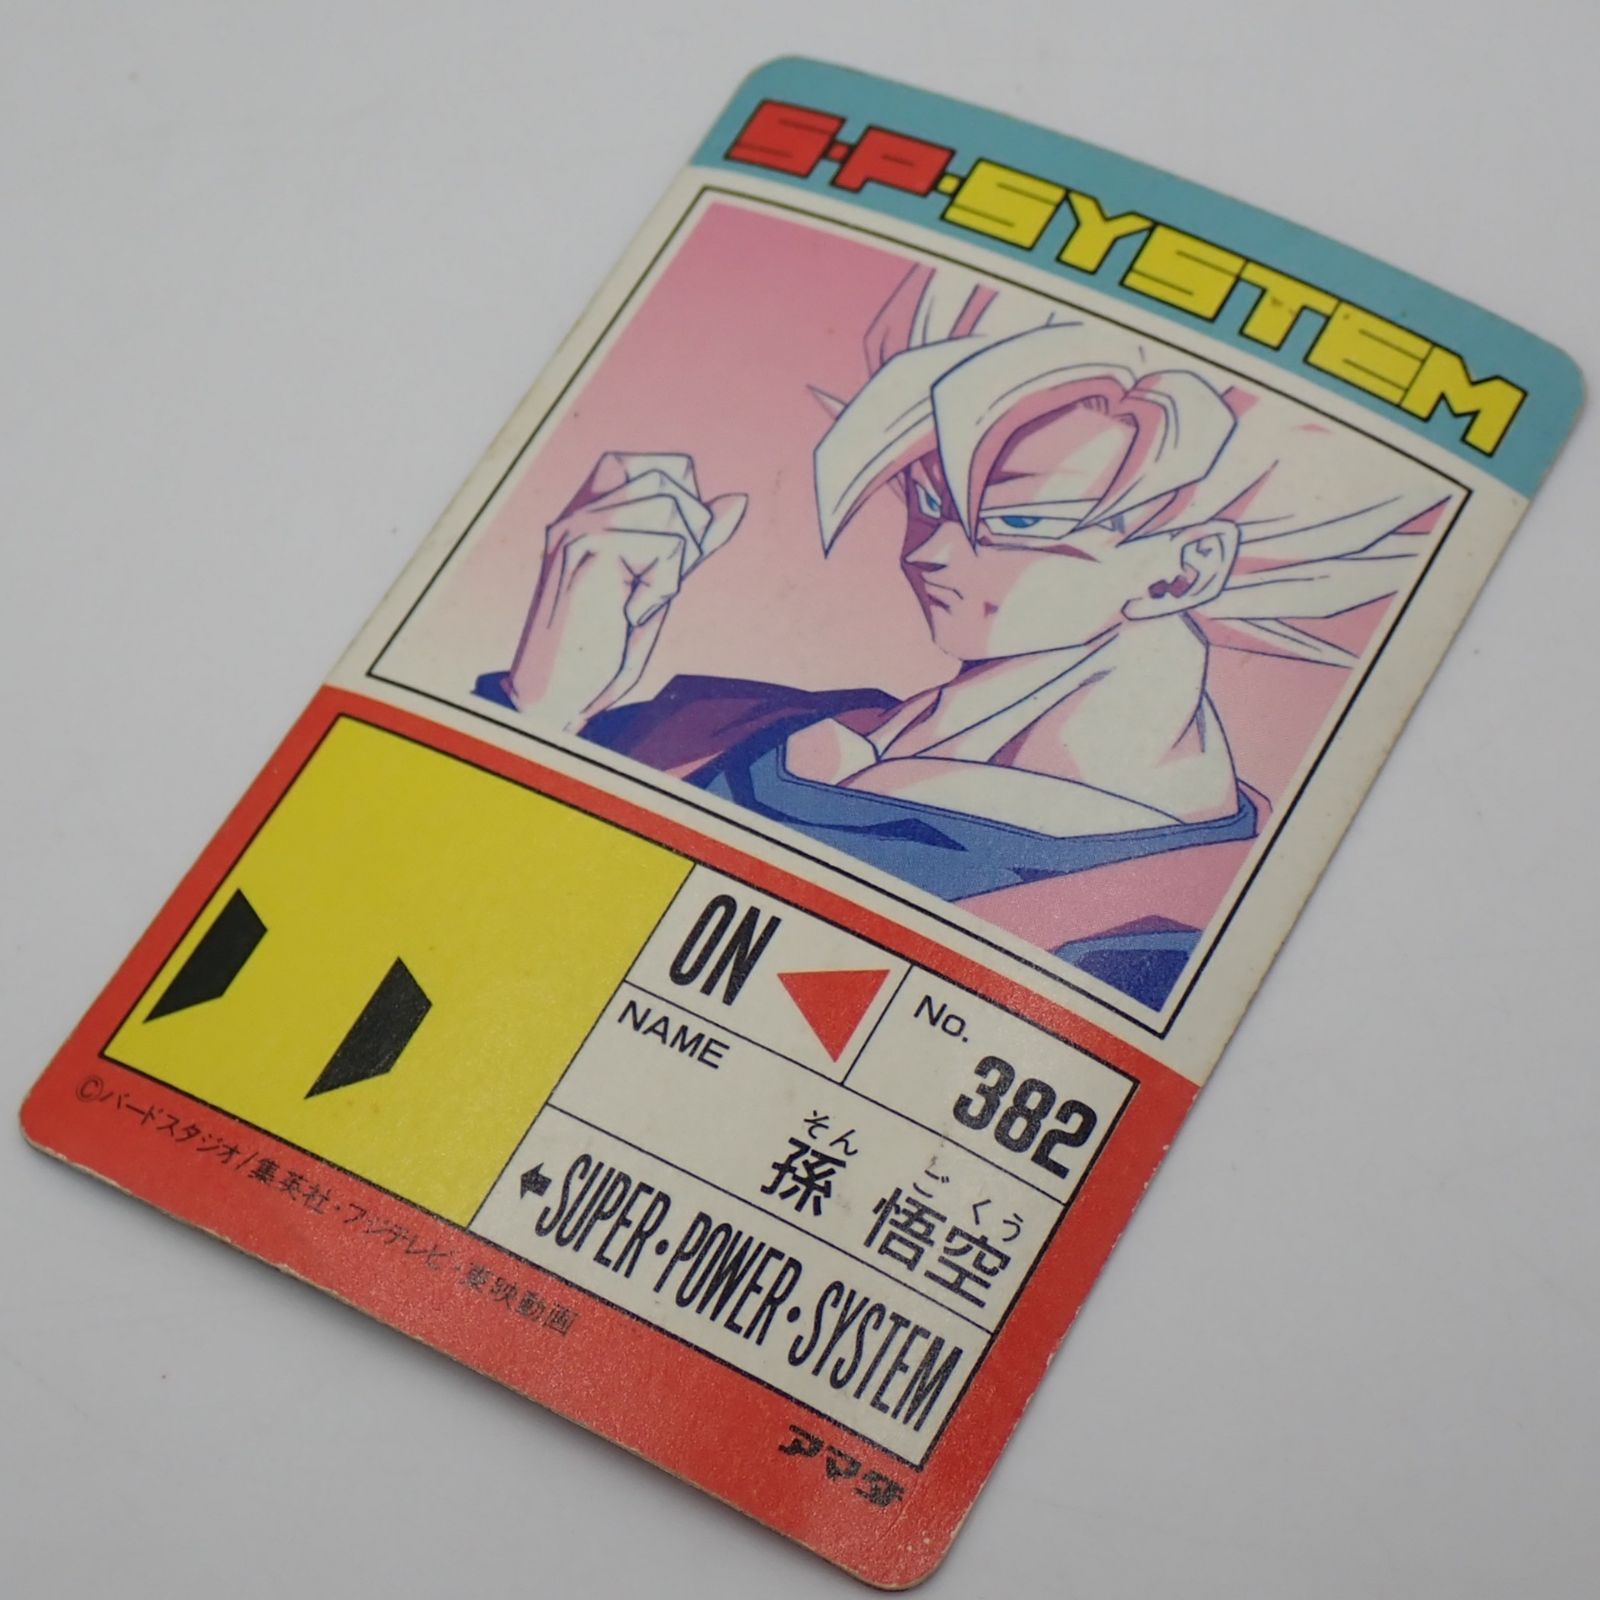 S・P・SYSTEM
ON
No.
382
NAME
そん ごくう
孫 悟空
SUPER・POWER・SYSTEM
©バードスタジオ/集英社・フジテレビ・東映動画
アマダ